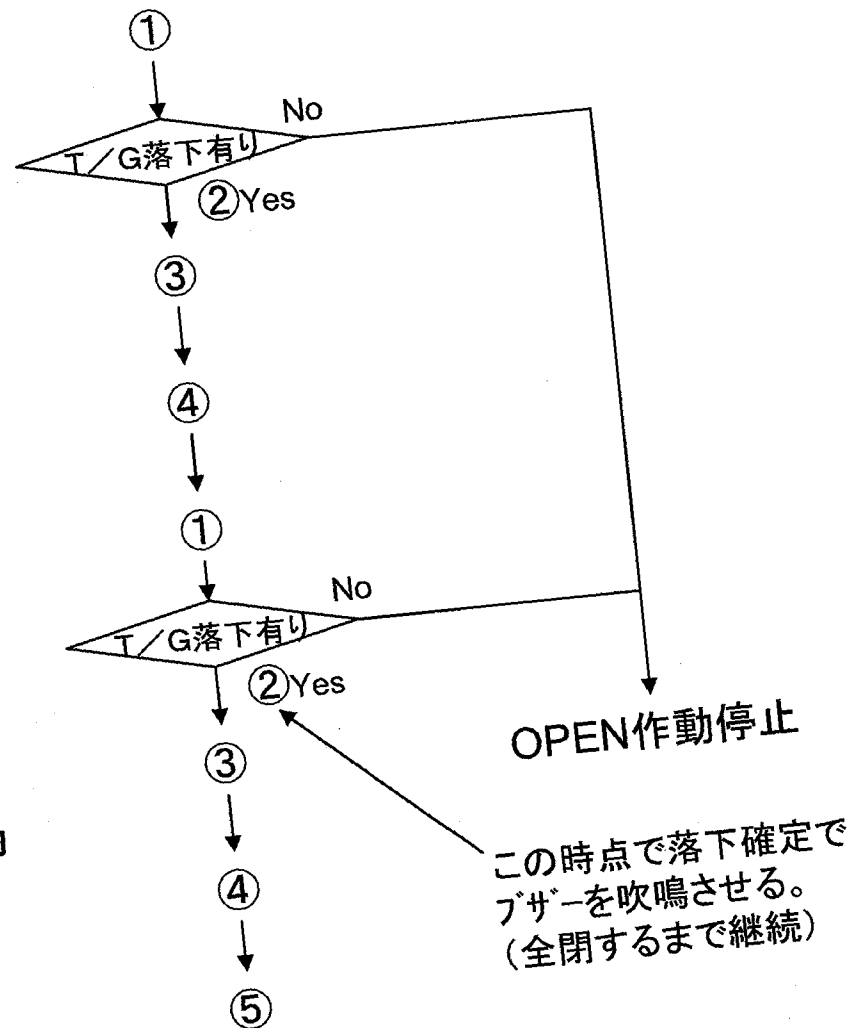 ①
No
T/G落下有り
②Yes
③
④
①
No
T/G落下有り
②Yes
OPEN作動停止
③
この時点で落下確定で
ﾌﾞｻﾞｰを吹鳴させる。
(全閉するまで継続)
④
⑤